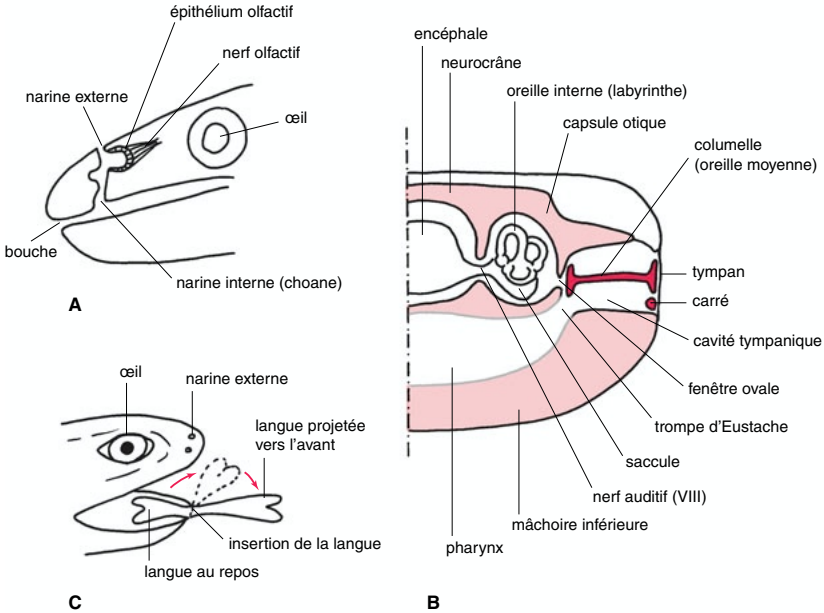 épithélium olfactif
nerf olfactif
narine externe
œil
bouche
narine interne (choane)
A
encéphale
neurocrâne
oreille interne (labyrinthe)
capsule otique
columelle
(oreille moyenne)
tympan
carré
cavité tympanique
fenêtre ovale
trompe d'Eustache
saccule
nerf auditif (VIII)
mâchoire inférieure
pharynx
B
œil
narine externe
langue projetée
vers l'avant
insertion de la langue
langue au repos
C